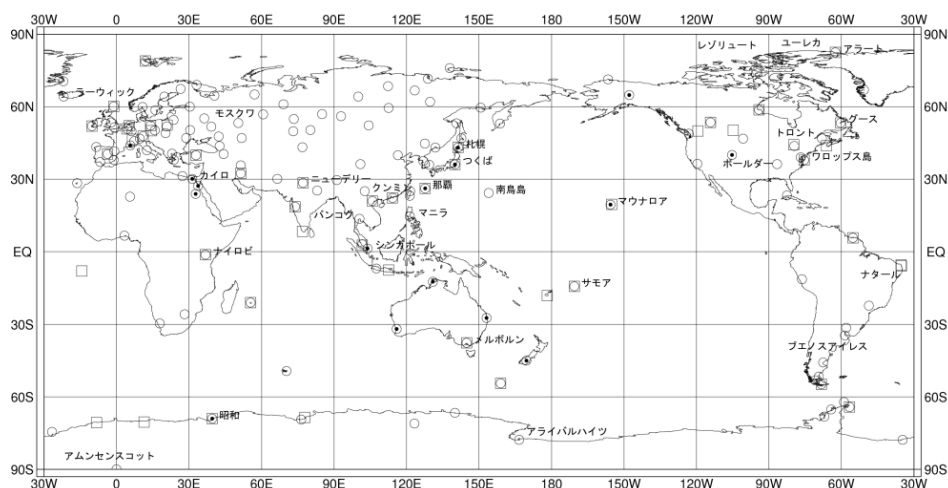 30W 0 30E 60E 90E 120E 150E 180 150W 120W 90W 60W 30W
90N 90N
レゾリュート ユーレカ アラート
ラーウィック
60N 60N
モスクワ グース
トロント
札幌 ボールダー ワロップス島
つくば
30N ニューデリー 30N
カイロ クンミン 那覇 南鳥島
バンコク マニラ マウナロア
シンガポール
EQ ナイロビ EQ
ナタール
サモア
30S 30S
メルボルン ブエノスアイレス
60S 60S
昭和
アライバルハイツ
アムンセンスコット
90S 90S
30W 0 30E 60E 90E 120E 150E 180 150W 120W 90W 60W 30W